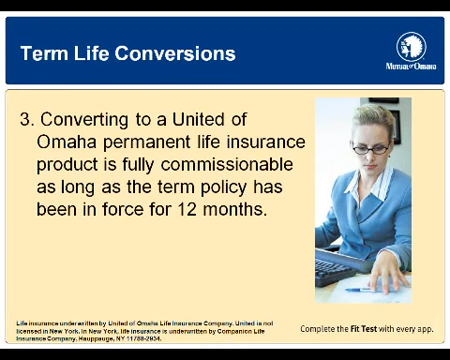 Term Life Conversions
Mutual of Omaha
3. Converting to a United of
Omaha permanent life insurance
product is fully commissionable
as long as the term policy has
been in force for 12 months.
Life insurance underwritten by United of Omaha Life Insurance Company. United is not
licensed in New York. In New York, life insurance is underwritten by Companion Life
Insurance Company, Hauppauge, NY 11788-2934.
Complete the Fit Test with every app.